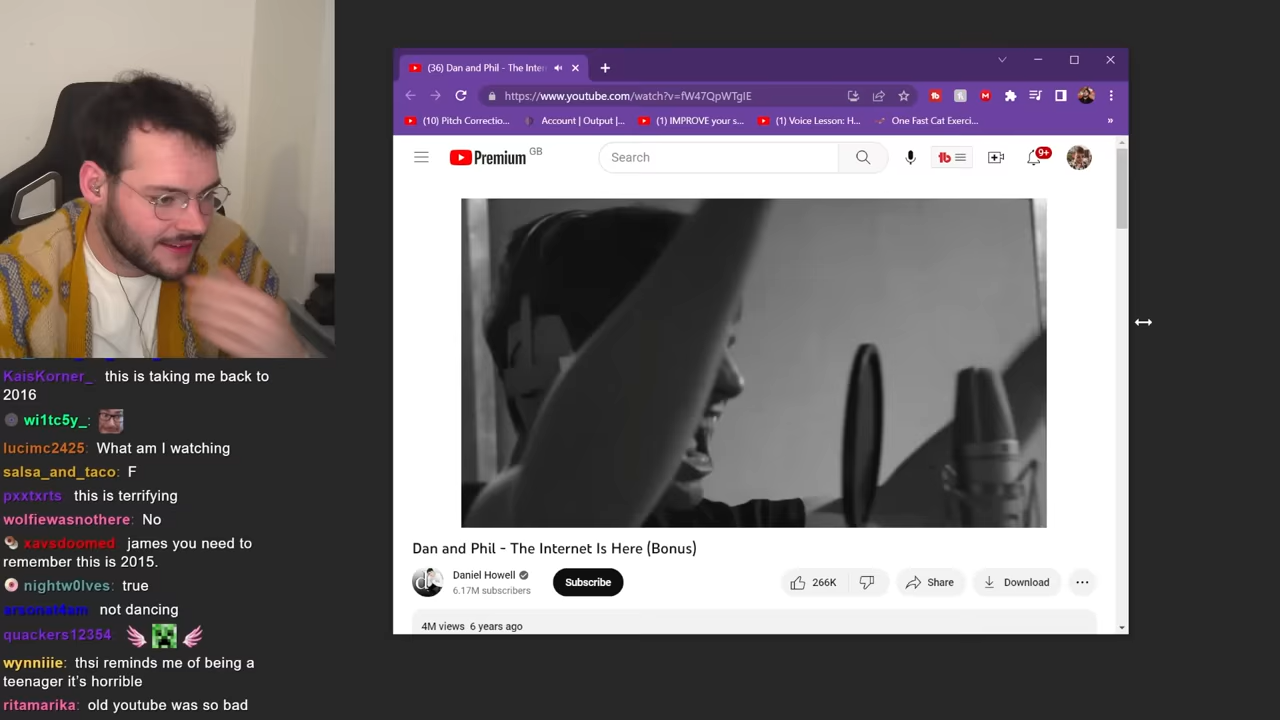 (36) Dan and Phil - The Inter
https://www.youtube.com/watch?v=fW47QpWTgIE
(10) Pitch Correctio...
Account | Output |...
(1) IMPROVE your s...
(1) Voice Lesson: H...
One Fast Cat Exerci...
»
Premium GB
Search
tb
9+
Dan and Phil - The Internet Is Here (Bonus)
Daniel Howell
6.17M subscribers
Subscribe
266K
Share
Download
4M views 6 years ago
KaisKorner_ this is taking me back to
2016
wi1tc5y_:
lucimc2425: What am I watching
salsa_and_taco: F
pxxtxrts this is terrifying
wolfiewasnothere: No
xavsdoomed james you need to
remember this is 2015.
nightw0lves: true
arsonat4am not dancing
quackers12354
wynniiie: thsi reminds me of being a
teenager it's horrible
ritamarika: old youtube was so bad